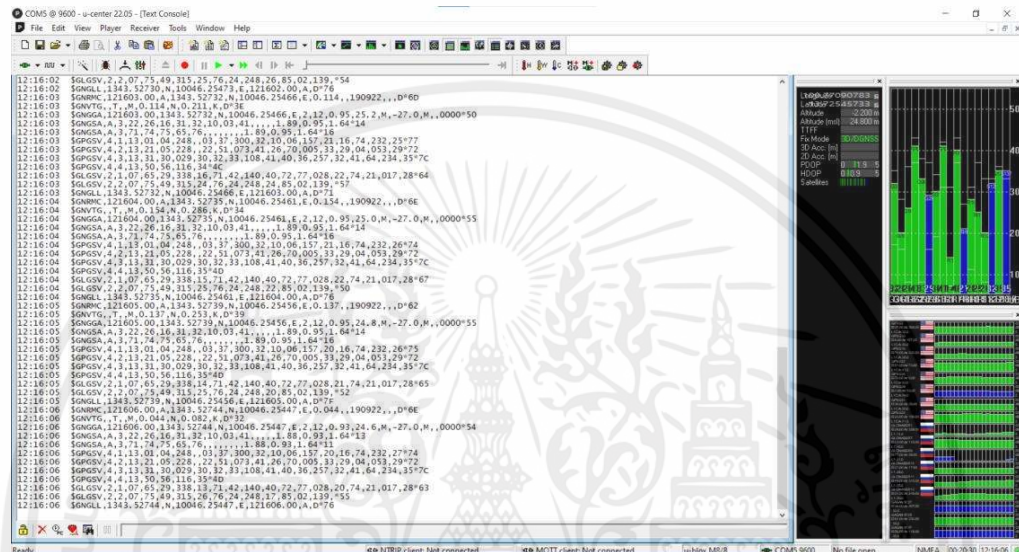 COM5 @ 9600 - u-center 22.05 - [Text Console]
File Edit View Player Receiver Tools Window Help
12:16:02 $GLGSV,2,2,07,75,49,315,25,76,24,248,26,85,02,139,*54
12:16:02 $GNGLL,1343.52730,N,10046.25473,E,121602.00,A,D*76
12:16:03 $GNRMC,121603.00,A,1343.52732,N,10046.25466,E,0.114,,190922,,,D*6D
12:16:03 $GNVTG,,T,,M,0.114,N,0.211,K,D*3E
12:16:03 $GNGGA,121603.00,1343.52732,N,10046.25466,E,2,12,0.95,25.2,M,-27.0,M,,0000*50
12:16:03 $GNGSA,A,3,22,26,16,31,32,10,03,41,,,,,1.89,0.95,1.64*14
12:16:03 $GNGSA,A,3,71,74,75,65,76,,,,,,,,1.89,0.95,1.64*16
12:16:03 $GPGSV,4,1,13,01,04,248,,03,37,300,32,10,06,157,21,16,74,232,25*77
12:16:03 $GPGSV,4,2,13,21,05,228,,22,51,073,41,26,70,005,33,29,04,053,29*72
12:16:03 $GPGSV,4,3,13,31,30,029,30,32,33,108,41,40,36,257,32,41,64,234,35*7C
12:16:03 $GPGSV,4,4,13,50,56,116,34*4C
12:16:03 $GLGSV,2,1,07,65,29,338,16,71,42,140,40,72,77,028,21,74,21,017,28*64
12:16:03 $GLGSV,2,2,07,75,49,315,24,76,24,248,24,85,02,139,*57
12:16:03 $GNGLL,1343.52732,N,10046.25466,E,121603.00,A,D*71
12:16:04 $GNRMC,121604.00,A,1343.52735,N,10046.25461,E,0.154,,190922,,,D*6E
12:16:04 $GNVTG,,T,,M,0.154,N,0.286,K,D*34
12:16:04 $GNGGA,121604.00,1343.52735,N,10046.25461,E,2,12,0.95,25.0,M,-27.0,M,,0000*55
12:16:04 $GNGSA,A,3,22,26,16,31,32,10,03,41,,,,,1.89,0.95,1.64*14
12:16:04 $GNGSA,A,3,71,74,75,65,76,,,,,,,,1.89,0.95,1.64*16
12:16:04 $GPGSV,4,1,13,01,04,248,,03,37,300,32,10,06,157,21,16,74,232,26*74
12:16:04 $GPGSV,4,2,13,21,05,228,,22,51,073,41,26,70,005,33,29,04,053,29*72
12:16:04 $GPGSV,4,3,13,31,30,029,30,32,33,108,41,40,36,257,32,41,64,234,35*7C
12:16:04 $GPGSV,4,4,13,50,56,116,35*4D
12:16:04 $GLGSV,2,1,07,65,29,338,15,71,42,140,40,72,77,028,22,74,21,017,28*67
12:16:04 $GLGSV,2,2,07,75,49,315,25,76,24,248,22,85,02,139,*50
12:16:04 $GNGLL,1343.52735,N,10046.25461,E,121604.00,A,D*76
12:16:05 $GNRMC,121605.00,A,1343.52739,N,10046.25456,E,0.137,,190922,,,D*62
12:16:05 $GNVTG,,T,,M,0.137,N,0.253,K,D*39
12:16:05 $GNGGA,121605.00,1343.52739,N,10046.25456,E,2,12,0.95,24.8,M,-27.0,M,,0000*55
12:16:05 $GNGSA,A,3,22,26,16,31,32,10,03,41,,,,,1.89,0.95,1.64*14
12:16:05 $GNGSA,A,3,71,74,75,65,76,,,,,,,,1.89,0.95,1.64*16
12:16:05 $GPGSV,4,1,13,01,04,248,,03,37,300,32,10,06,157,20,16,74,232,26*75
12:16:05 $GPGSV,4,2,13,21,05,228,,22,51,073,41,26,70,005,33,29,04,053,29*72
12:16:05 $GPGSV,4,3,13,31,30,029,30,32,33,108,41,40,36,257,32,41,64,234,35*7C
12:16:05 $GPGSV,4,4,13,50,56,116,35*4D
12:16:05 $GLGSV,2,1,07,65,29,338,14,71,42,140,40,72,77,028,21,74,21,017,28*65
12:16:05 $GLGSV,2,2,07,75,49,315,25,76,24,248,20,85,02,139,*52
12:16:05 $GNGLL,1343.52739,N,10046.25456,E,121605.00,A,D*7F
12:16:06 $GNRMC,121606.00,A,1343.52744,N,10046.25447,E,0.044,,190922,,,D*6E
12:16:06 $GNVTG,,T,,M,0.044,N,0.082,K,D*32
12:16:06 $GNGGA,121606.00,1343.52744,N,10046.25447,E,2,12,0.93,24.6,M,-27.0,M,,0000*54
12:16:06 $GNGSA,A,3,22,26,16,31,32,10,03,41,,,,,1.88,0.93,1.64*13
12:16:06 $GNGSA,A,3,71,74,75,65,76,,,,,,,,1.88,0.93,1.64*11
12:16:06 $GPGSV,4,1,13,01,04,248,,03,37,300,32,10,06,157,20,16,74,232,27*74
12:16:06 $GPGSV,4,2,13,21,05,228,,22,51,073,41,26,70,005,33,29,04,053,29*72
12:16:06 $GPGSV,4,3,13,31,30,029,30,32,33,108,41,40,36,257,32,41,64,234,35*7C
12:16:06 $GPGSV,4,4,13,50,56,116,35*4D
12:16:06 $GLGSV,2,1,07,65,29,338,13,71,42,140,40,72,77,028,20,74,21,017,28*63
12:16:06 $GLGSV,2,2,07,75,49,315,26,76,24,248,17,85,02,139,*55
12:16:06 $GNGLL,1343.52744,N,10046.25447,E,121606.00,A,D*76
Altitude -2.200 m
Altitude (msl) 24.800 m
TTFF
Fix Mode 3D/DGNSS
3D Acc. [m]
2D Acc. [m]
PDOP 0 1.9 5
HDOP 0 0.9 5
Satellites
50
40
30
20
10
Ready
NTRIP client: Not connected
MQTT client: Not connected
u-blox M8/8
COM5 9600
No file open
NMEA
00:20:30
12:16:06